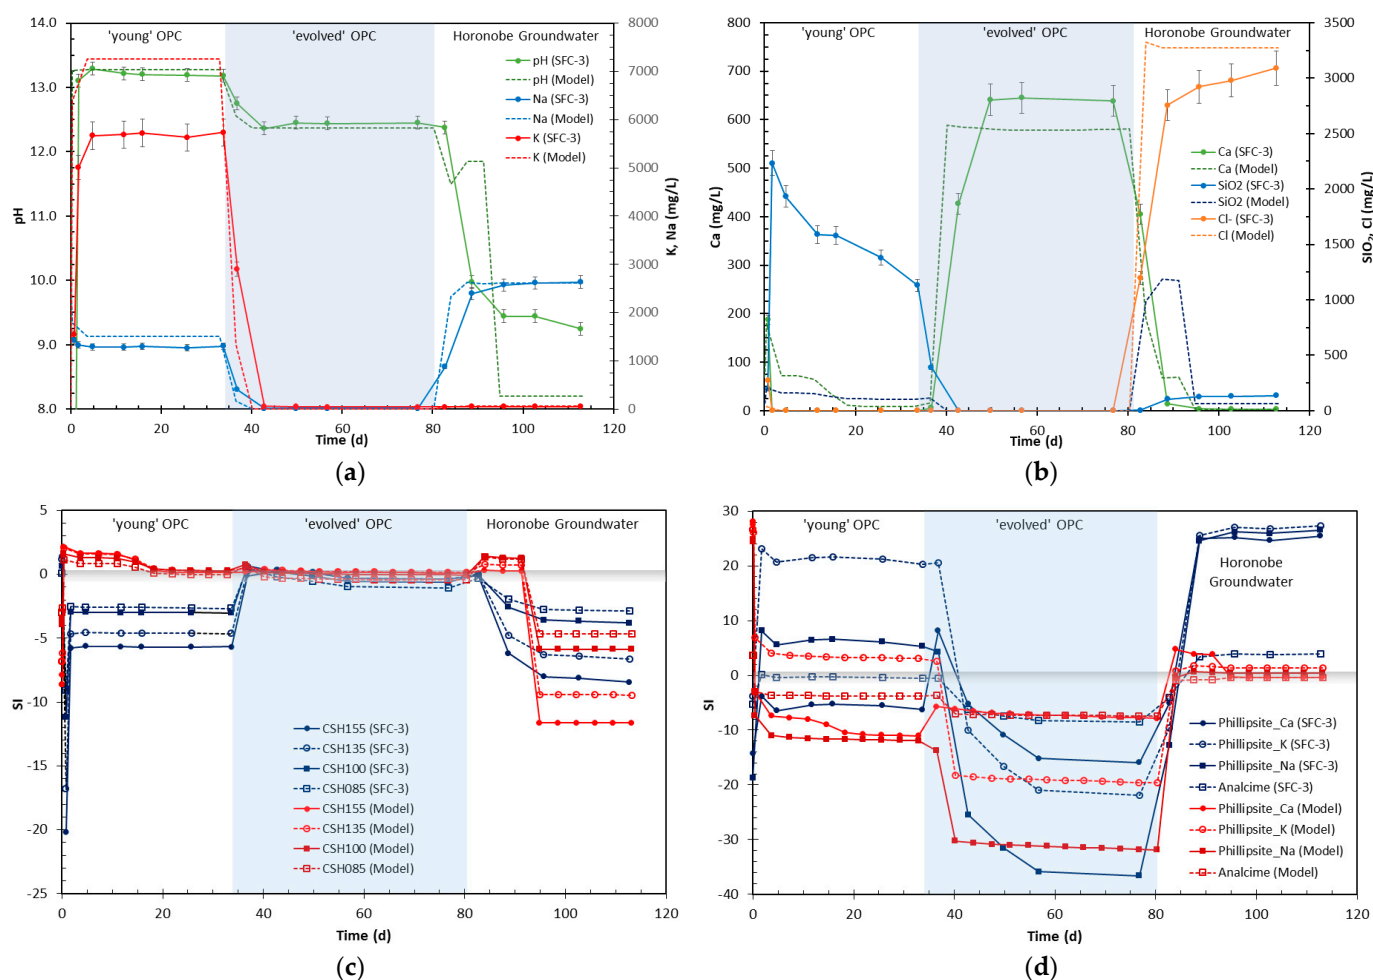 'young' OPC
'evolved' OPC
Horonobe Groundwater
14.0
13.0
12.0
11.0
10.0
9.0
8.0
pH
8000
7000
6000
5000
4000
3000
2000
1000
0
K, Na (mg/L)
pH (SFC-3)
pH (Model)
Na (SFC-3)
Na (Model)
K (SFC-3)
K (Model)
0 20 40 60 80 100 120
Time (d)
(a)
'young' OPC
'evolved' OPC
Horonobe Groundwater
800
700
600
500
400
300
200
100
0
Ca (mg/L)
3500
3000
2500
2000
1500
1000
500
0
SiO₂, Cl (mg/L)
Ca (SFC-3)
Ca (Model)
SiO2 (SFC-3)
SiO2 (Model)
Cl- (SFC-3)
Cl (Model)
0 20 40 60 80 100 120
Time (d)
(b)
'young' OPC
'evolved' OPC
Horonobe Groundwater
5
0
-5
-10
-15
-20
-25
SI
CSH155 (SFC-3)
CSH135 (SFC-3)
CSH100 (SFC-3)
CSH085 (SFC-3)
CSH155 (Model)
CSH135 (Model)
CSH100 (Model)
CSH085 (Model)
0 20 40 60 80 100 120
Time (d)
(c)
'young' OPC
'evolved' OPC
Horonobe
Groundwater
30
20
10
0
-10
-20
-30
-40
SI
Phillipsite_Ca (SFC-3)
Phillipsite_K (SFC-3)
Phillipsite_Na (SFC-3)
Analcime (SFC-3)
Phillipsite_Ca (Model)
Phillipsite_K (Model)
Phillipsite_Na (Model)
Analcime (Model)
0 20 40 60 80 100 120
Time (d)
(d)